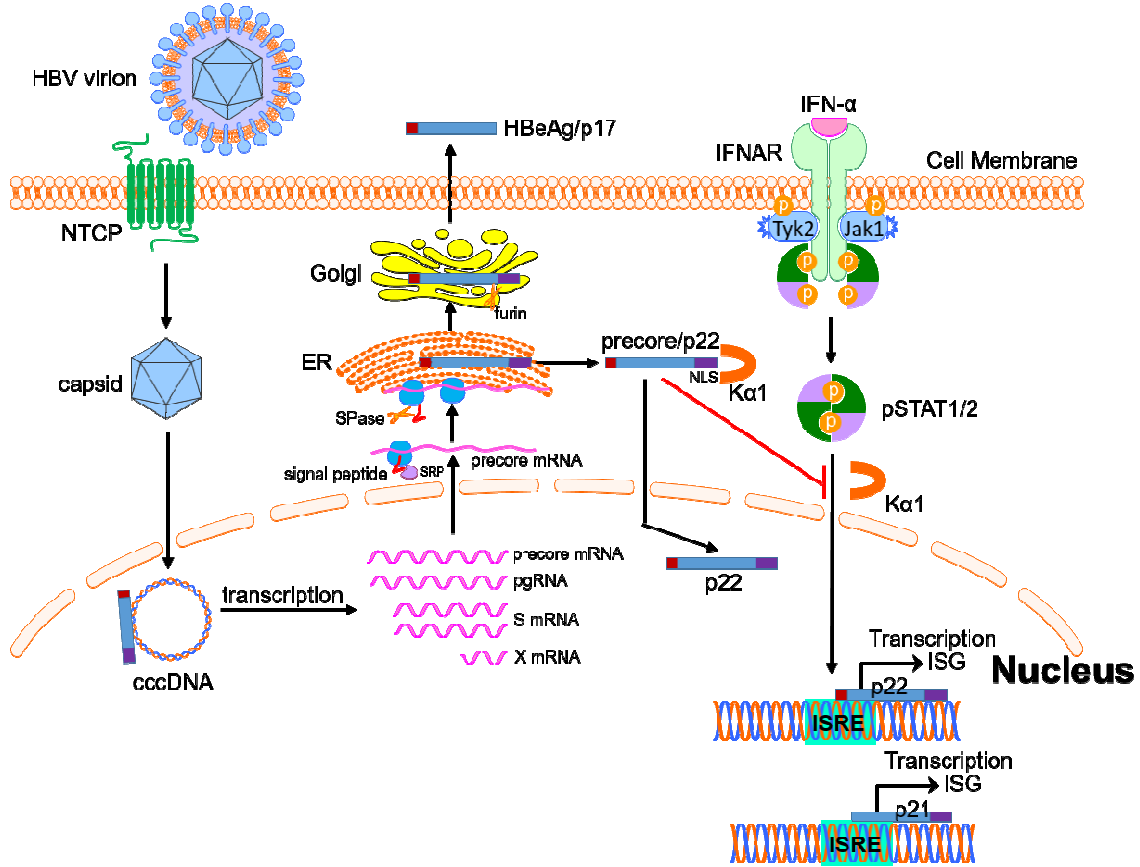 HBV virion
NTCP
capsid
cccDNA
transcription
HBeAg/p17
Golgl
furin
ER
SPase
signal peptide
SRP
precore mRNA
precore mRNA
pgRNA
S mRNA
X mRNA
precore/p22
NLS
Kα1
p22
IFN-α
IFNAR
Cell Membrane
P
P
Tyk2
Jak1
P
P
P
P
pSTAT1/2
P
P
Kα1
Nucleus
Transcription
ISG
p22
ISRE
Transcription
ISG
p21
ISRE